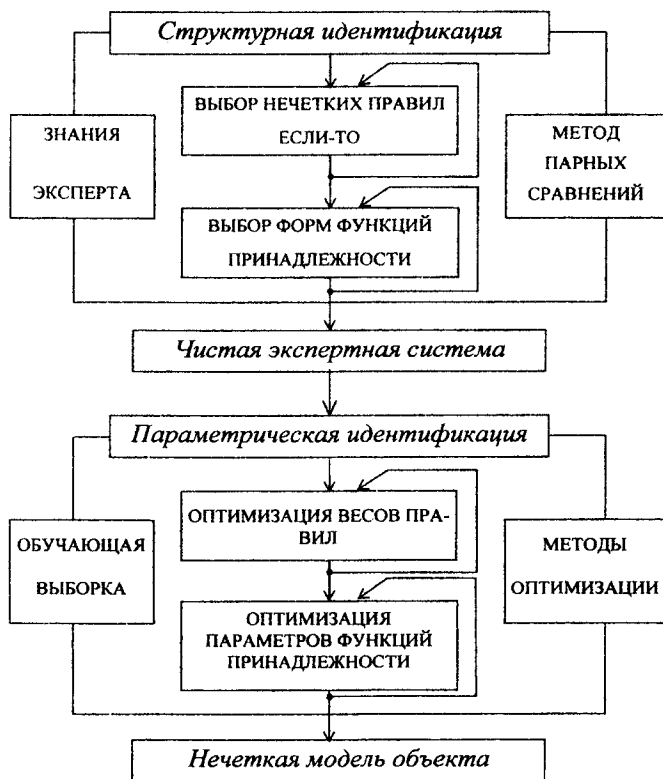 Структурная идентификация
ВЫБОР НЕЧЕТКИХ ПРАВИЛ
ЕСЛИ-ТО
ЗНАНИЯ
ЭКСПЕРТА
МЕТОД
ПАРНЫХ
СРАВНЕНИЙ
ВЫБОР ФОРМ ФУНКЦИЙ
ПРИНАДЛЕЖНОСТИ
Чистая экспертная система
Параметрическая идентификация
ОПТИМИЗАЦИЯ ВЕСОВ ПРА-
ВИЛ
ОБУЧАЮЩАЯ
ВЫБОРКА
МЕТОДЫ
ОПТИМИЗАЦИИ
ОПТИМИЗАЦИЯ
ПАРАМЕТРОВ ФУНКЦИЙ
ПРИНАДЛЕЖНОСТИ
Нечеткая модель объекта